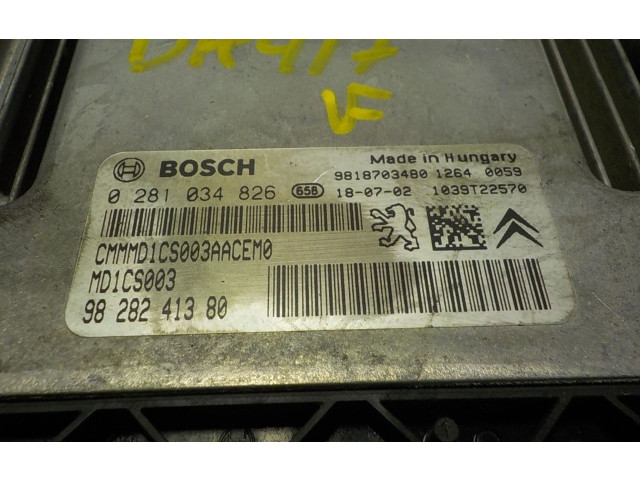 VF
BOSCH
Made in Hungary
9818703480 1264 0059
0 281 034 826 658 18-07-02 1039T22570
CMMMD1CS003AACEM0
MD1CS003
98 282 413 80